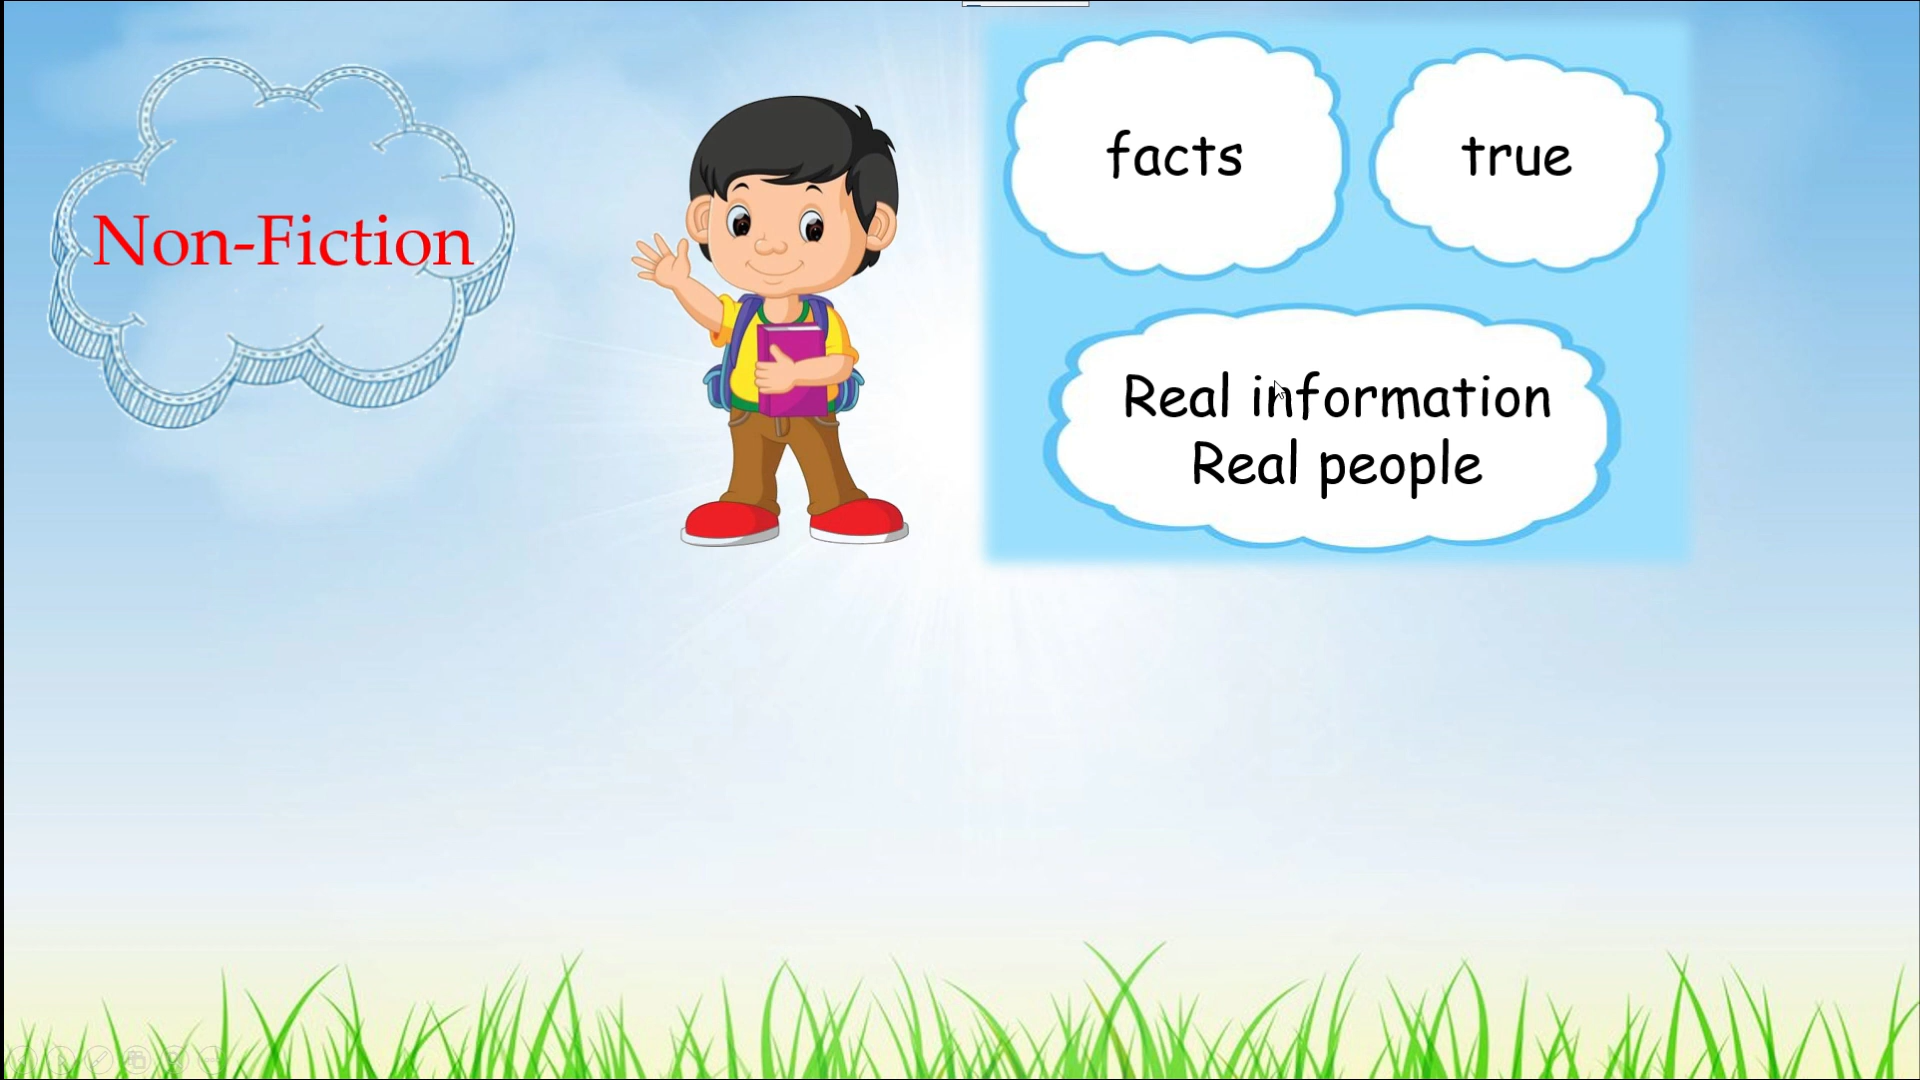 Non-Fiction
facts
true
Real information
Real people